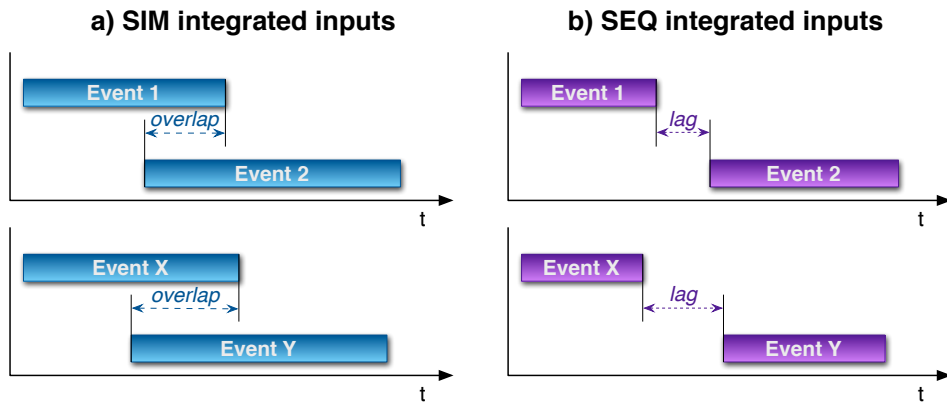 a) SIM integrated inputs
Event 1
overlap
Event 2
t
Event X
overlap
Event Y
t
b) SEQ integrated inputs
Event 1
lag
Event 2
t
Event X
lag
Event Y
t